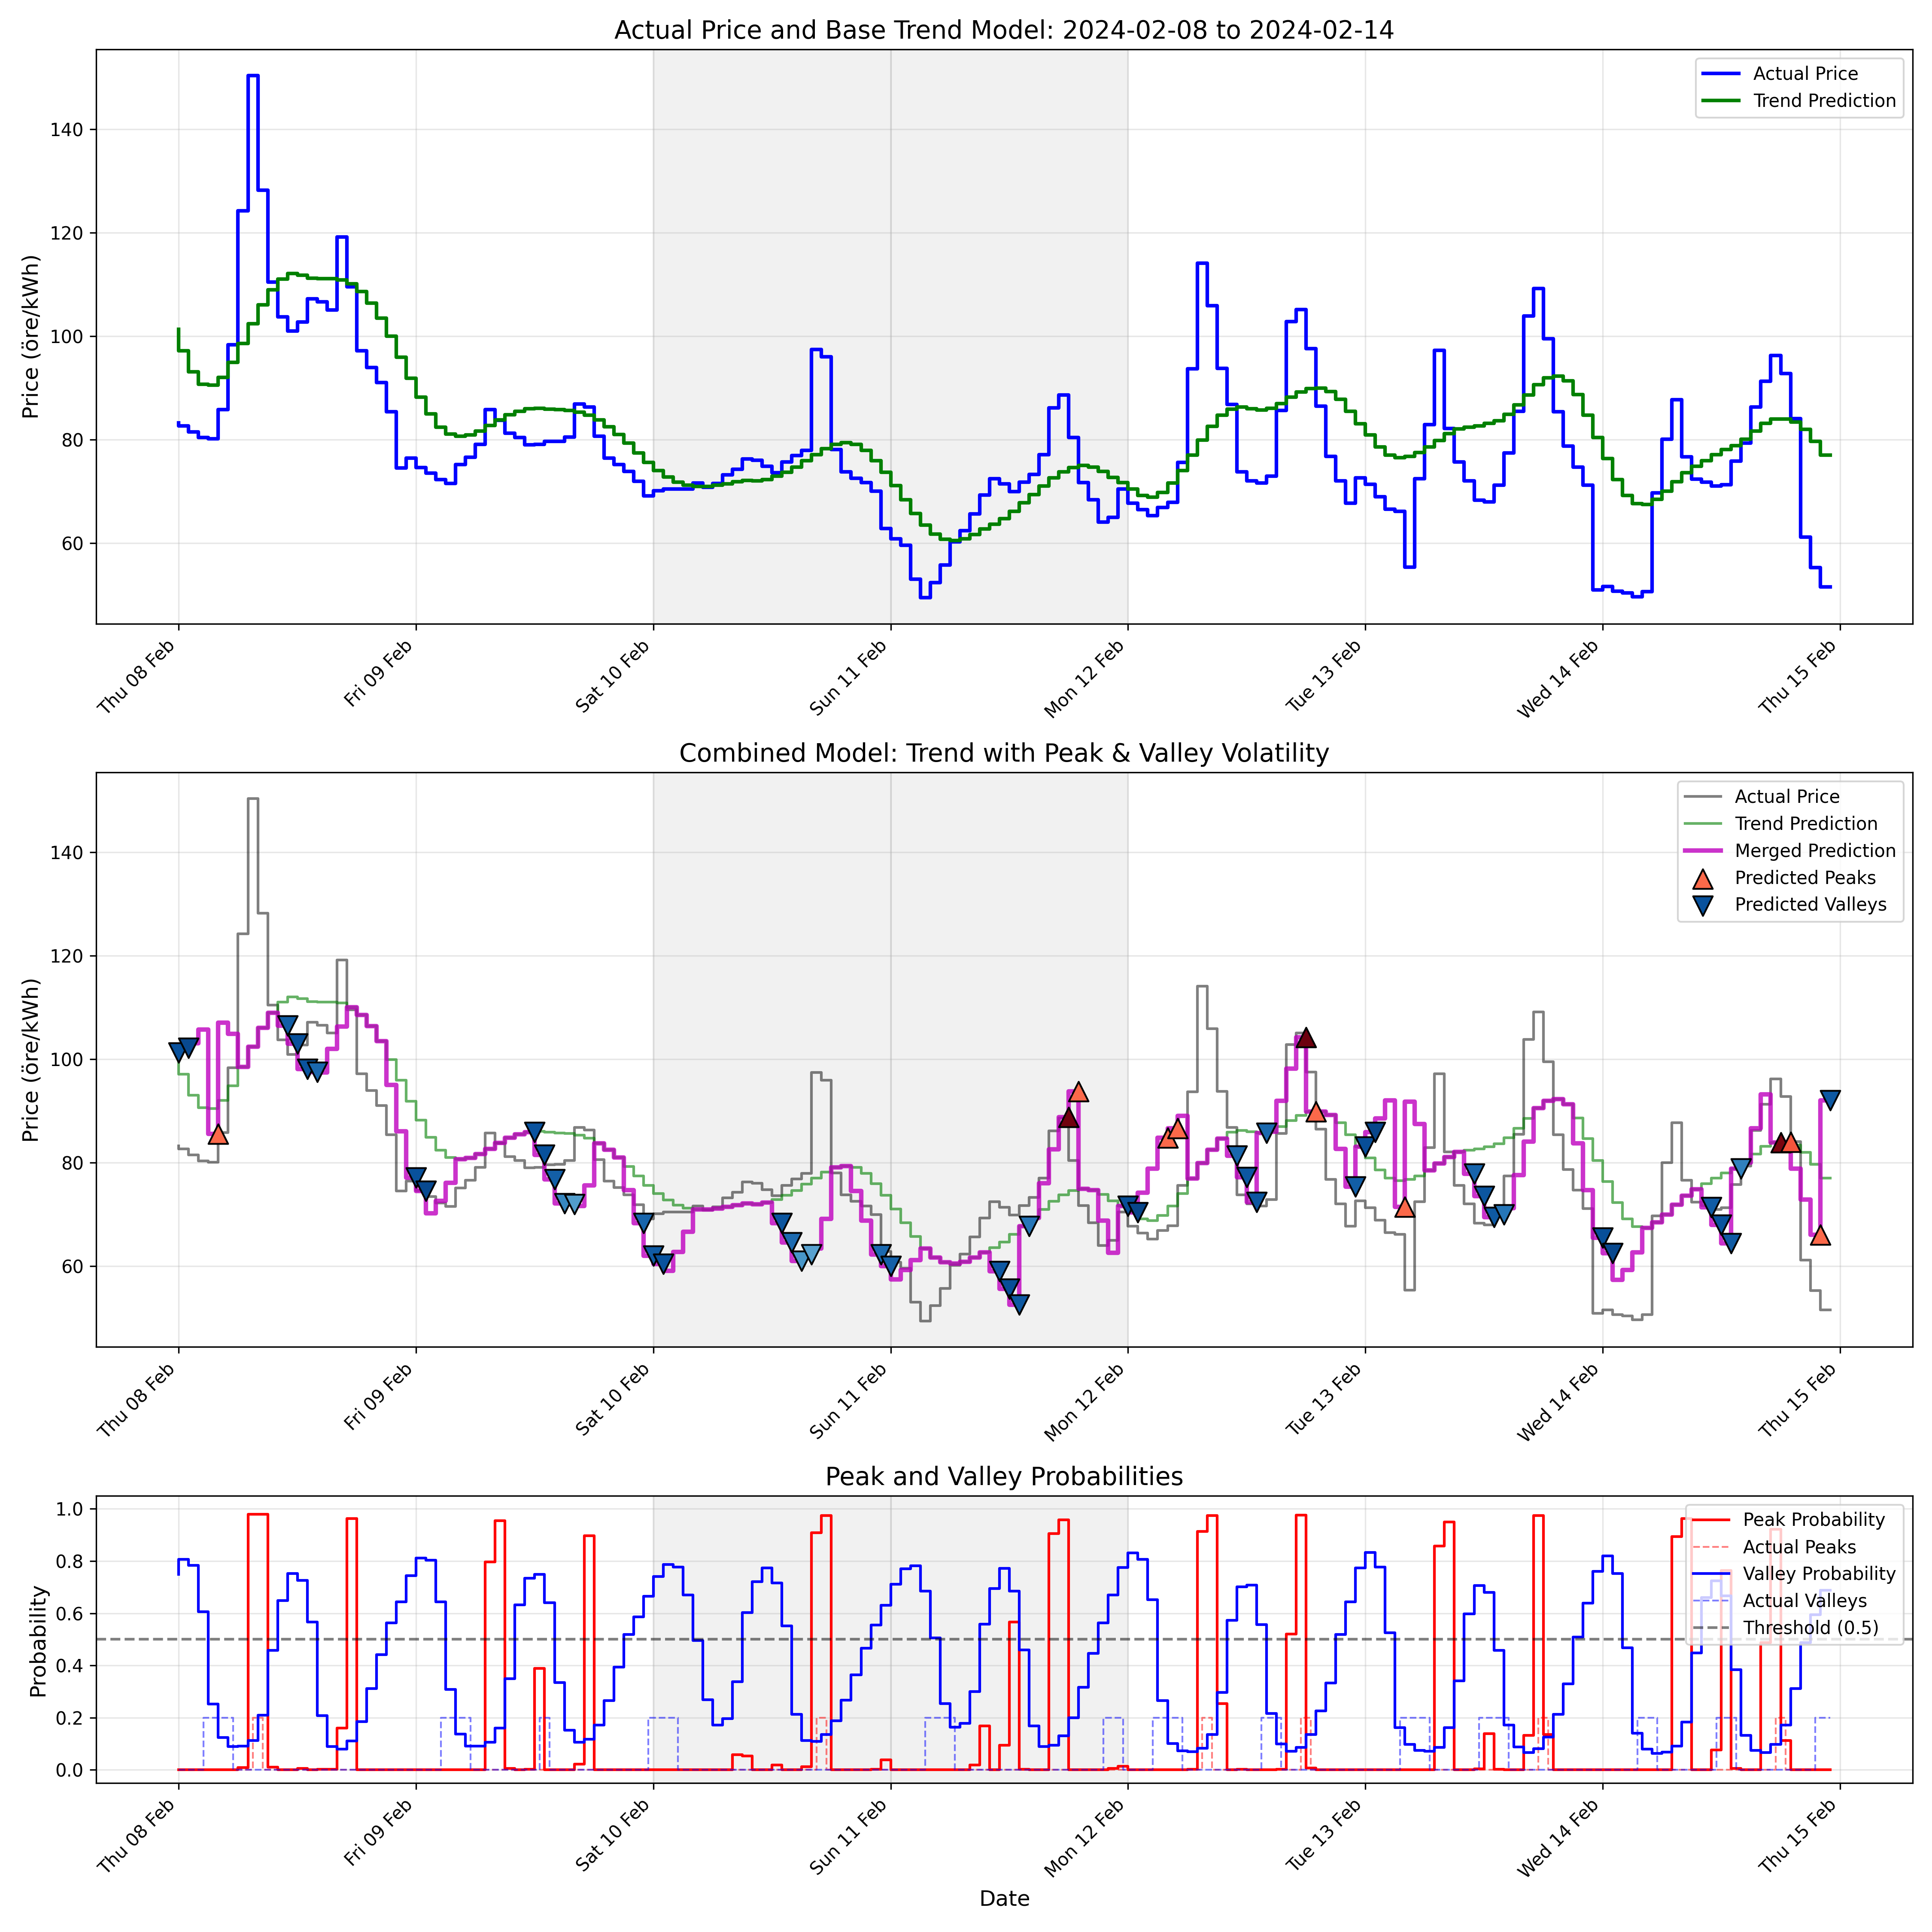 Actual Price and Base Trend Model: 2024-02-08 to 2024-02-14
Price (öre/kWh)
140
120
100
80
60
Actual Price
Trend Prediction
Thu 08 Feb
Fri 09 Feb
Sat 10 Feb
Sun 11 Feb
Mon 12 Feb
Tue 13 Feb
Wed 14 Feb
Thu 15 Feb
Combined Model: Trend with Peak & Valley Volatility
Price (öre/kWh)
140
120
100
80
60
Actual Price
Trend Prediction
Merged Prediction
Predicted Peaks
Predicted Valleys
Thu 08 Feb
Fri 09 Feb
Sat 10 Feb
Sun 11 Feb
Mon 12 Feb
Tue 13 Feb
Wed 14 Feb
Thu 15 Feb
Peak and Valley Probabilities
Probability
1.0
0.8
0.6
0.4
0.2
0.0
Peak Probability
Actual Peaks
Valley Probability
Actual Valleys
Threshold (0.5)
Thu 08 Feb
Fri 09 Feb
Sat 10 Feb
Sun 11 Feb
Mon 12 Feb
Tue 13 Feb
Wed 14 Feb
Thu 15 Feb
Date